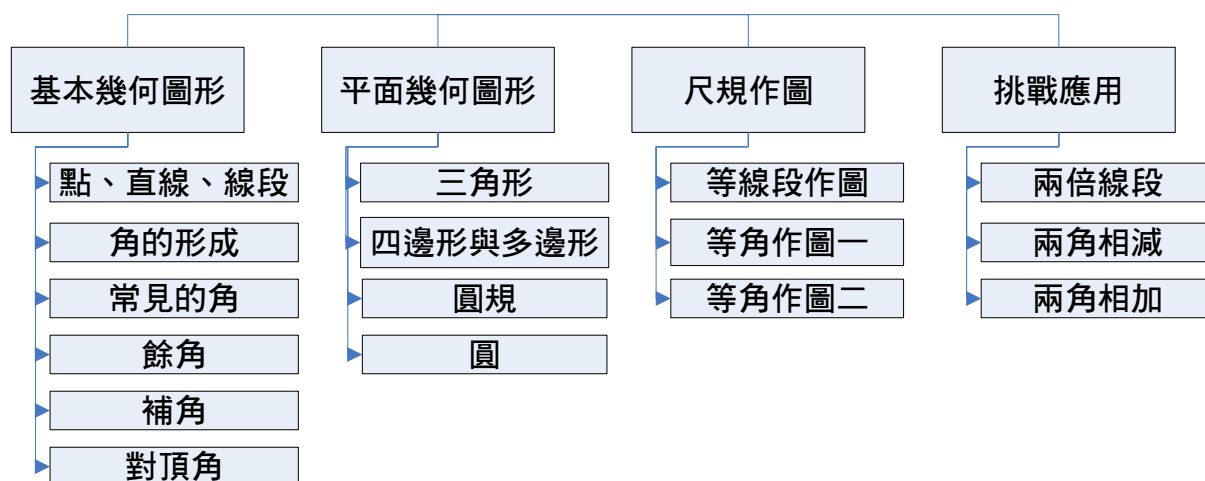 基本幾何圖形
點、直線、線段
角的形成
常見的角
餘角
補角
對頂角
平面幾何圖形
三角形
四邊形與多邊形
圓規
圓
尺規作圖
等線段作圖
等角作圖一
等角作圖二
挑戰應用
兩倍線段
兩角相減
兩角相加